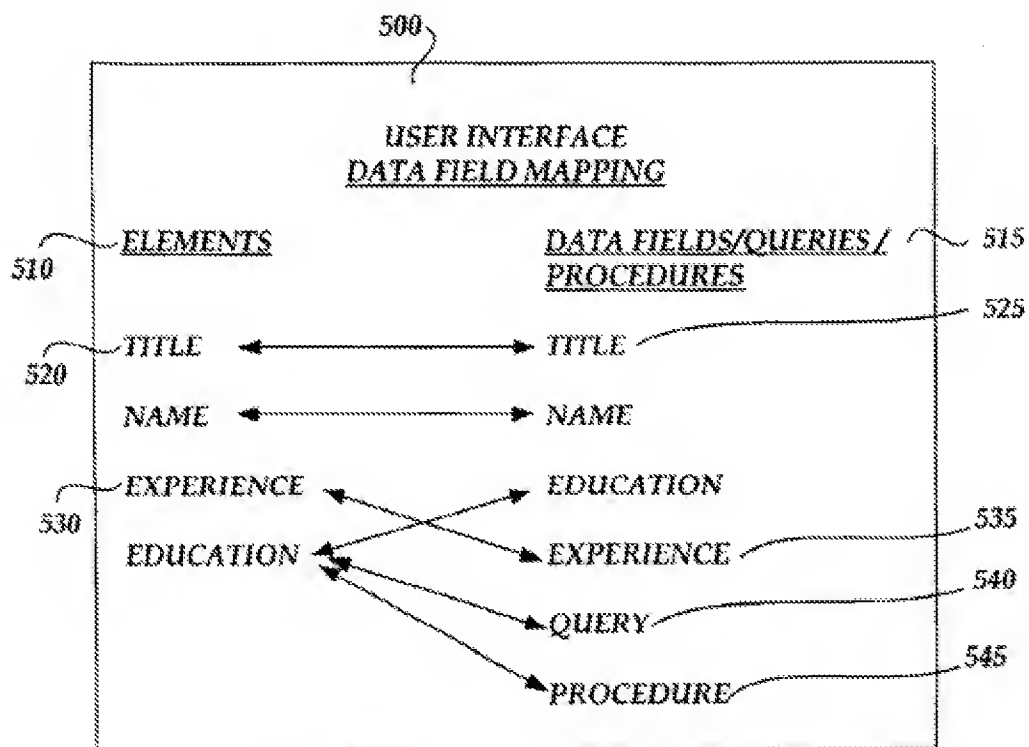 500
USER INTERFACE
DATA FIELD MAPPING
510 ELEMENTS DATA FIELDS/QUERIES/ 515
PROCEDURES
520 TITLE TITLE 525
NAME NAME
530 EXPERIENCE EDUCATION
EDUCATION EXPERIENCE 535
QUERY 540
PROCEDURE 545